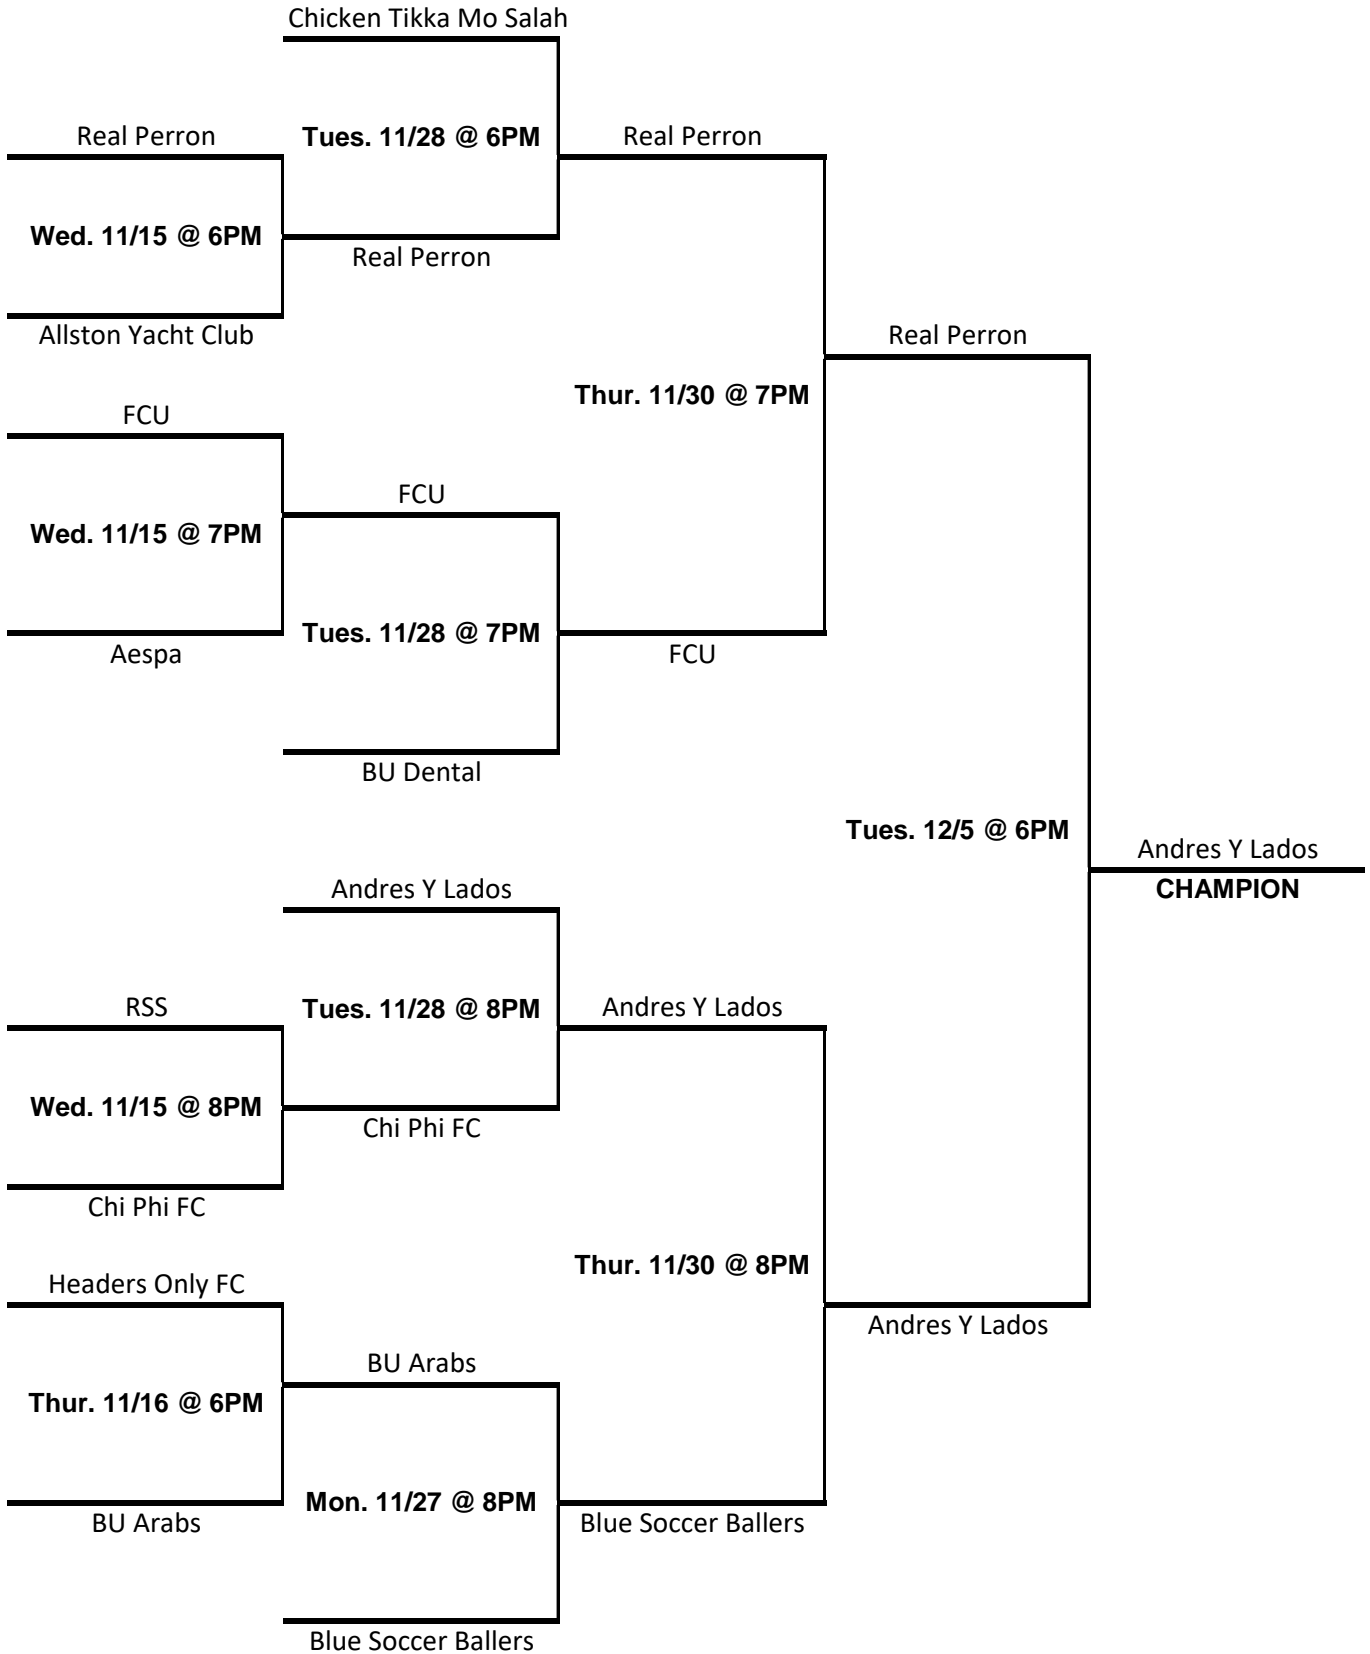 Chicken Tikka Mo Salah
Real Perron
Tues. 11/28 @ 6PM
Real Perron
Wed. 11/15 @ 6PM
Real Perron
Allston Yacht Club
Real Perron
Thur. 11/30 @ 7PM
FCU
FCU
Wed. 11/15 @ 7PM
Tues. 11/28 @ 7PM
Aespa
FCU
BU Dental
Tues. 12/5 @ 6PM
Andres Y Lados
CHAMPION
Andres Y Lados
RSS
Tues. 11/28 @ 8PM
Andres Y Lados
Wed. 11/15 @ 8PM
Chi Phi FC
Chi Phi FC
Thur. 11/30 @ 8PM
Headers Only FC
Andres Y Lados
BU Arabs
Thur. 11/16 @ 6PM
Mon. 11/27 @ 8PM
BU Arabs
Blue Soccer Ballers
Blue Soccer Ballers